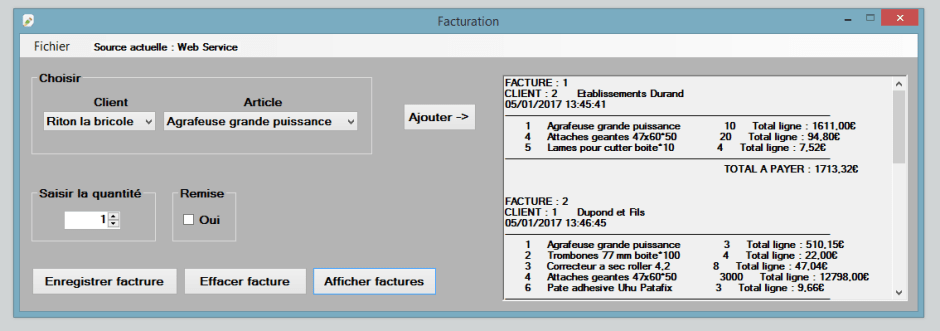 Facturation
Fichier Source actuelle : Web Service
Choisir
Client Article
Riton la bricole Agrafeuse grande puissance
Ajouter ->
Saisir la quantité Remise
1 Oui
Enregistrer factrure Effacer facture Afficher factures
FACTURE : 1
CLIENT : 2 Etablissements Durand
05/01/2017 13:45:41
1 Agrafeuse grande puissance 10 Total ligne : 1611,00€
4 Attaches geantes 47x60*50 20 Total ligne : 94,80€
5 Lames pour cutter boite*10 4 Total ligne : 7,52€
TOTAL A PAYER : 1713,32€
FACTURE : 2
CLIENT : 1 Dupond et Fils
05/01/2017 13:46:45
1 Agrafeuse grande puissance 3 Total ligne : 510,15€
2 Trombones 77 mm boite*100 4 Total ligne : 22,00€
3 Correcteur a sec roller 4,2 8 Total ligne : 47,04€
4 Attaches geantes 47x60*50 3000 Total ligne : 12798,00€
6 Pate adhesive Uhu Patafix 3 Total ligne : 9,66€